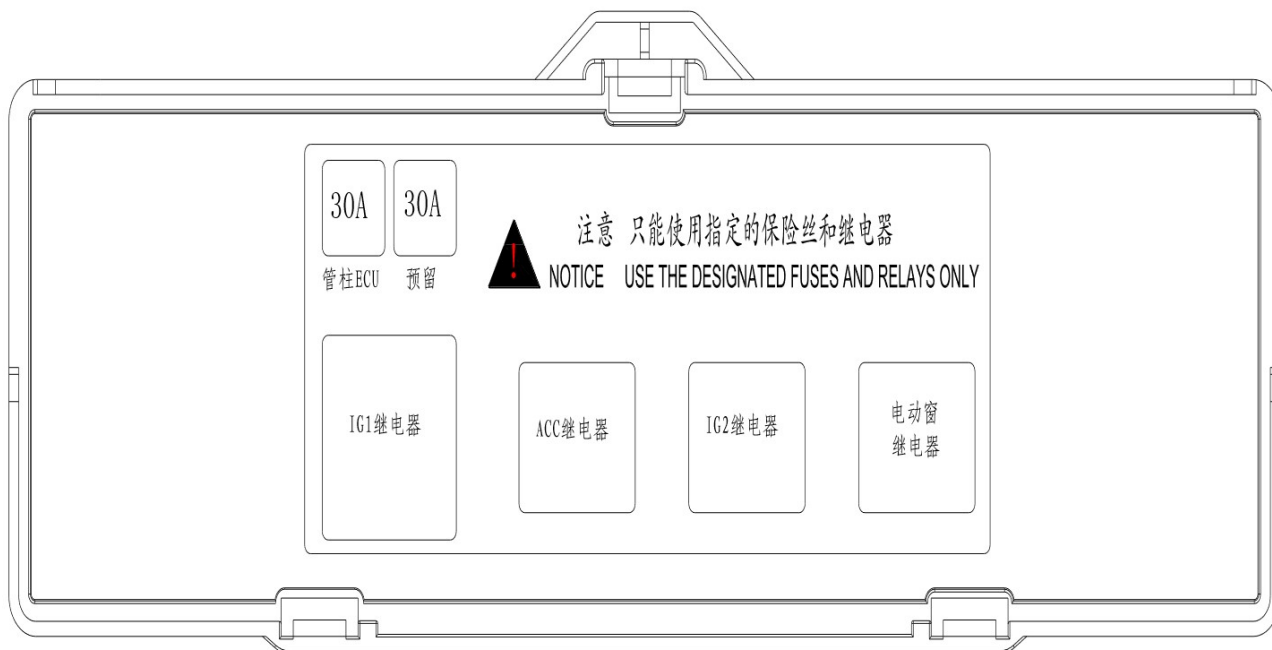 30A 30A
管柱ECU 预留
注意 只能使用指定的保险丝和继电器
!
NOTICE USE THE DESIGNATED FUSES AND RELAYS ONLY
IG1继电器
ACC继电器
IG2继电器
电动窗
继电器